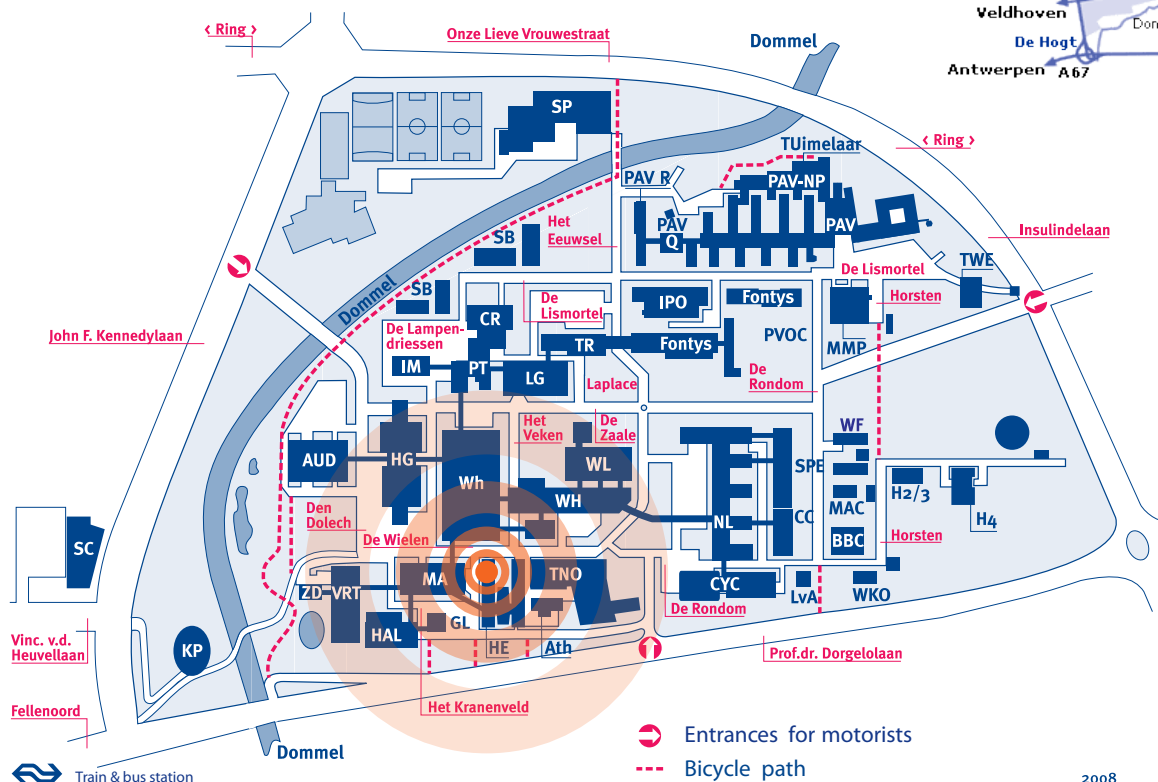 Veldhoven
Don
De Hogt
Antwerpen A67
< Ring >
Onze Lieve Vrouwestraat
Dommel
SP
TUimelaar
< Ring >
PAV R
PAV-NP
PAV
Q
PAV
Insulindelaan
Het
Eeuwsel
SB
TWE
De Lismortel
Dommel
SB
De
Lismortel
IPO
Fontys
Horsten
CR
De Lampen-
driessen
PVOC
MMP
John F. Kennedylaan
TR
Fontys
IM
PT
LG
Laplace
De
Rondom
Het
Veken
De
Zaale
WF
AUD
HG
Wh
WL
SPE
WH
H2/3
MAC
H4
Den
Dolech
De Wielen
NL
CC
BBC
Horsten
SC
MA
TNO
CYC
LvA
WKO
ZD
VRT
De Rondom
GL
HAL
HE
Ath
Vinc. v.d.
Heuvellaan
KP
Prof.dr. Dorgelolaan
Fellenoord
Het Kranenveld
Dommel
Entrances for motorists
Bicycle path
Train & bus station
2008